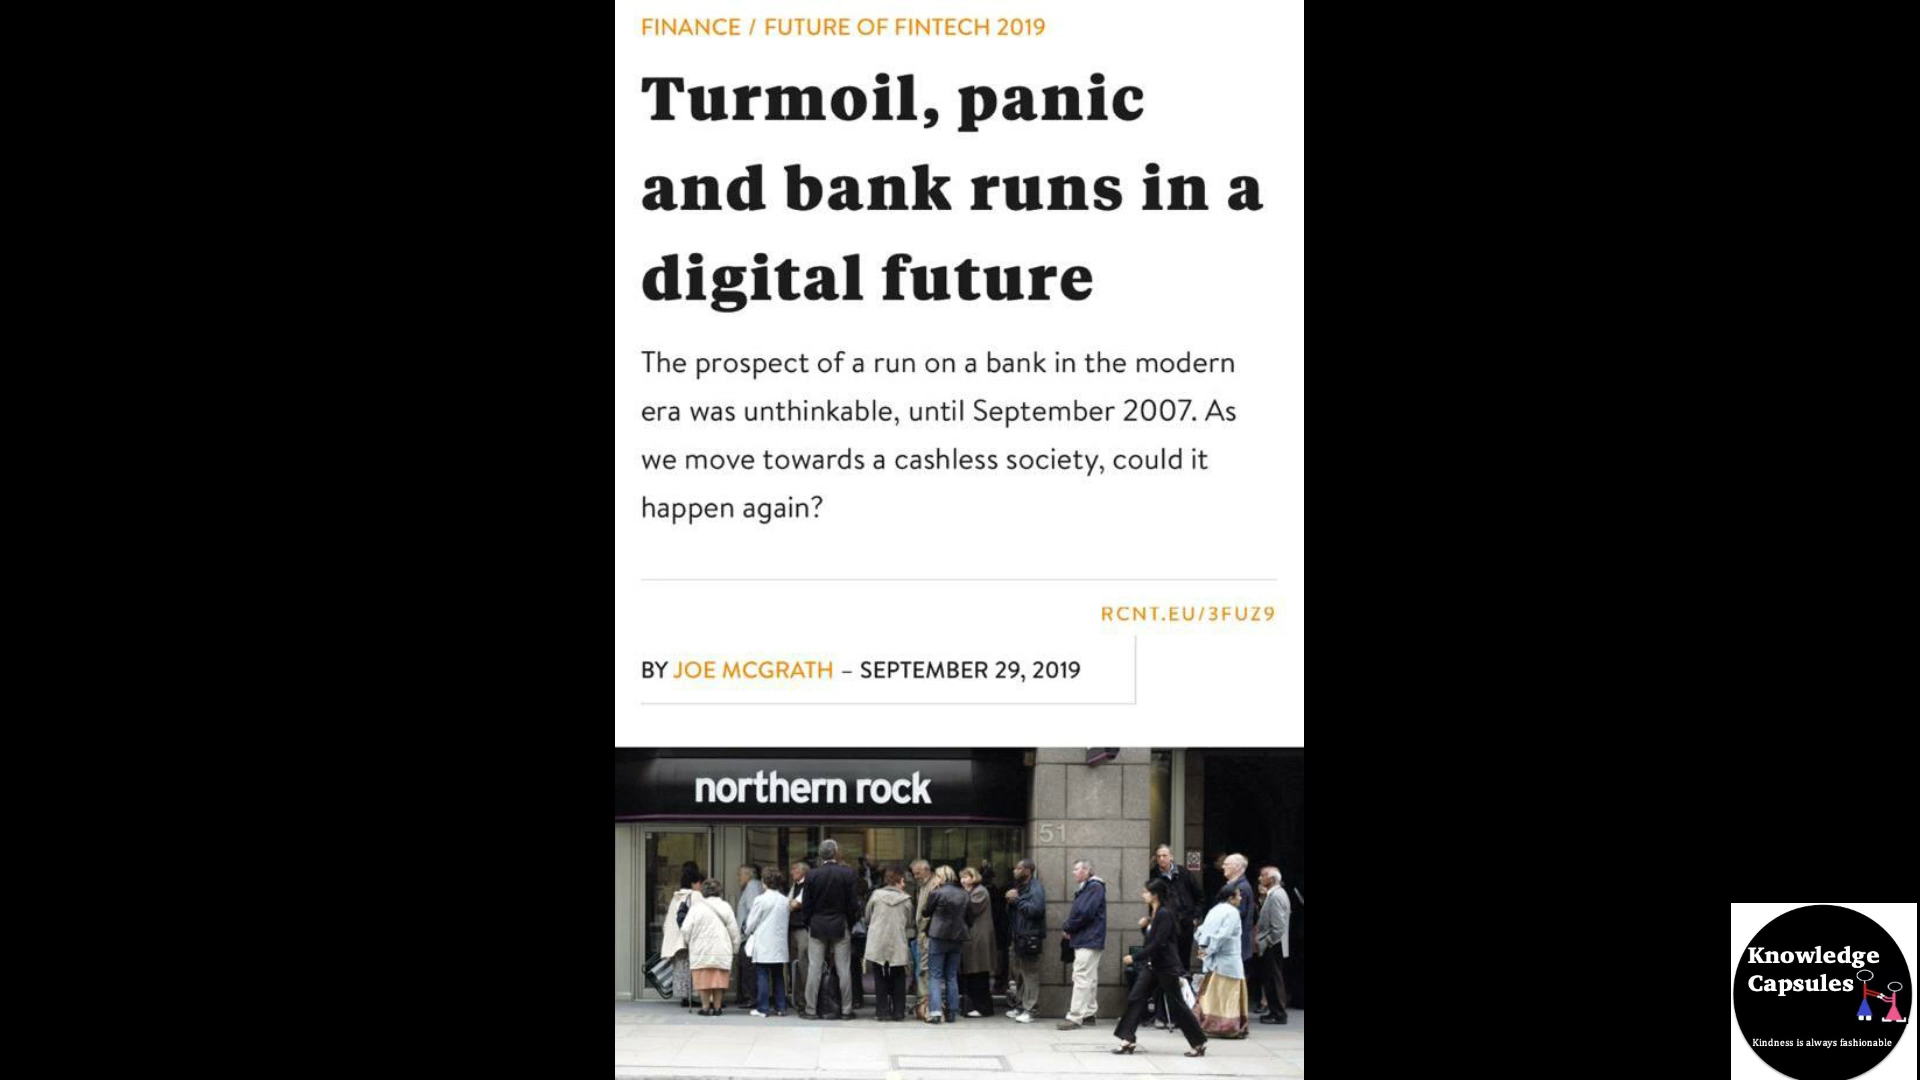 FINANCE / FUTURE OF FINTECH 2019
Turmoil, panic
and bank runs in a
digital future
The prospect of a run on a bank in the modern
era was unthinkable, until September 2007. As
we move towards a cashless society, could it
happen again?
RCNT.EU/3FUZ9
BY JOE MCGRATH – SEPTEMBER 29, 2019
northern rock
51
Knowledge
Capsules
Kindness is always fashionable